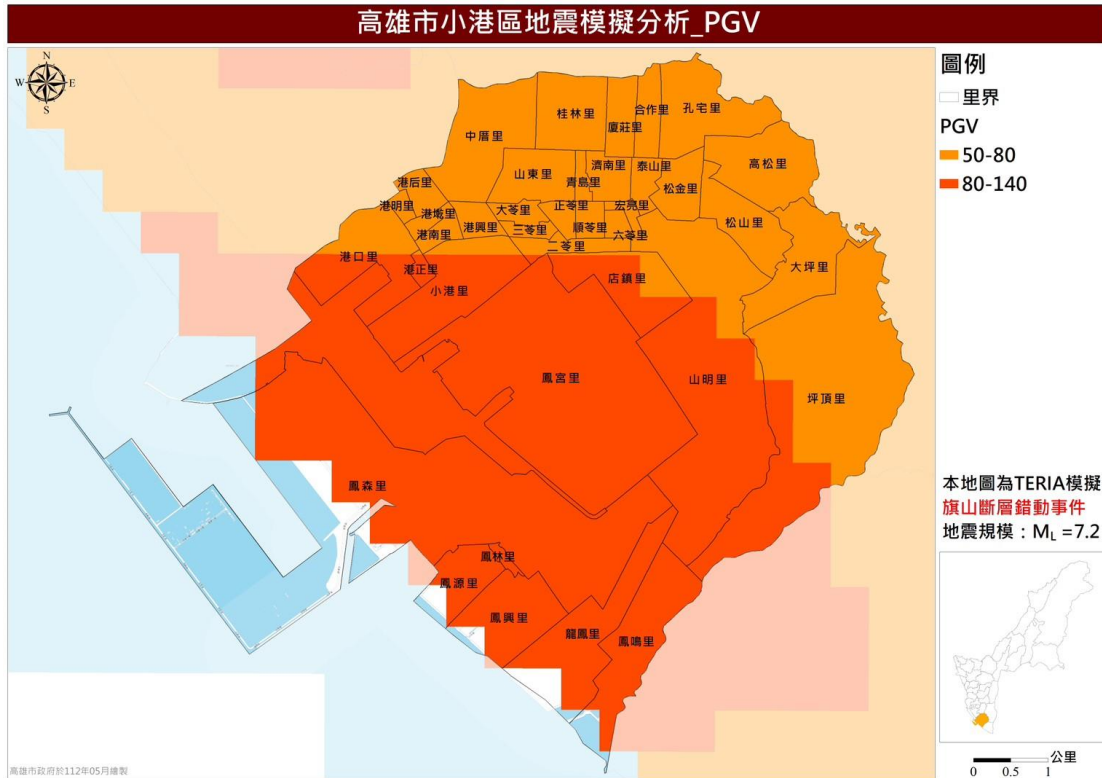 高雄市小港區地震模擬分析_PGV
N
W
E
S
圖例
里界
PGV
50-80
80-140
桂林里
合作里
孔宅里
廈莊里
中厝里
高松里
濟南里
泰山里
山東里
青島里
松金里
港后里
港明里
大苓里
正苓里
宏亮里
港墘里
港興里
三苓里
順苓里
六苓里
松山里
港南里
二苓里
港口里
港正里
大坪里
店鎮里
小港里
鳳宮里
山明里
坪頂里
鳳森里
鳳林里
鳳源里
鳳興里
龍鳳里
鳳鳴里
本地圖為TERIA模擬
旗山斷層錯動事件
地震規模：ML =7.2
公里
0 0.5 1
高雄市政府於112年05月繪製